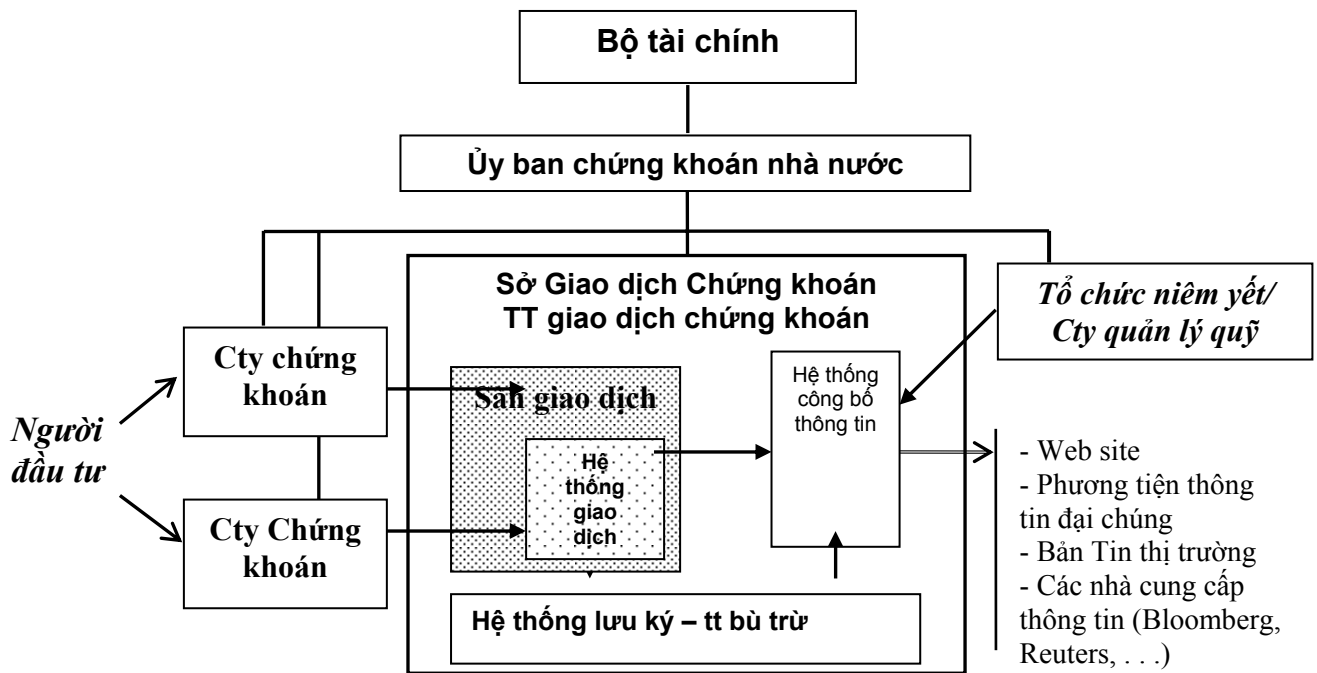 Bộ tài chính
Ủy ban chứng khoán nhà nước
Sở Giao dịch Chứng khoán
TT giao dịch chứng khoán
Tổ chức niêm yết/
Cty quản lý quỹ
Cty chứng
khoán
Sàn giao dịch
Hệ thống
công bố
thông tin
Người
đầu tư
Hệ
thống
giao
dịch
Cty Chứng
khoán
- Web site
- Phương tiện thông
tin đại chúng
- Bản Tin thị trường
- Các nhà cung cấp
thông tin (Bloomberg,
Reuters, . . .)
Hệ thống lưu ký – tt bù trừ